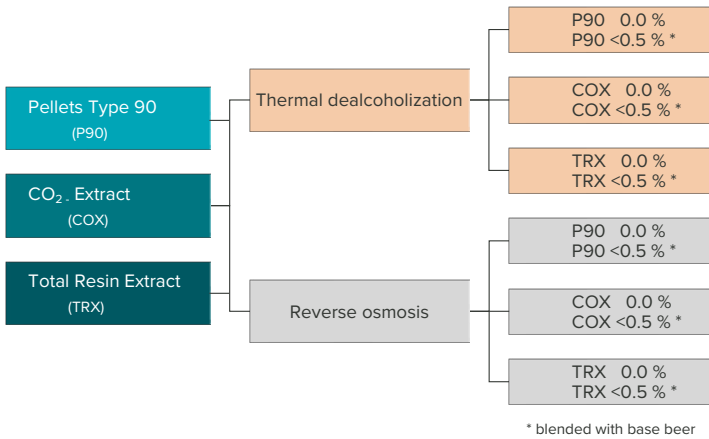 Pellets Type 90
(P90)
CO₂- Extract
(COX)
Total Resin Extract
(TRX)
Thermal dealcoholization
Reverse osmosis
P90 0.0 %
P90 <0.5 % *
COX 0.0 %
COX <0.5 % *
TRX 0.0 %
TRX <0.5 % *
P90 0.0 %
P90 <0.5 % *
COX 0.0 %
COX <0.5 % *
TRX 0.0 %
TRX <0.5 % *
* blended with base beer